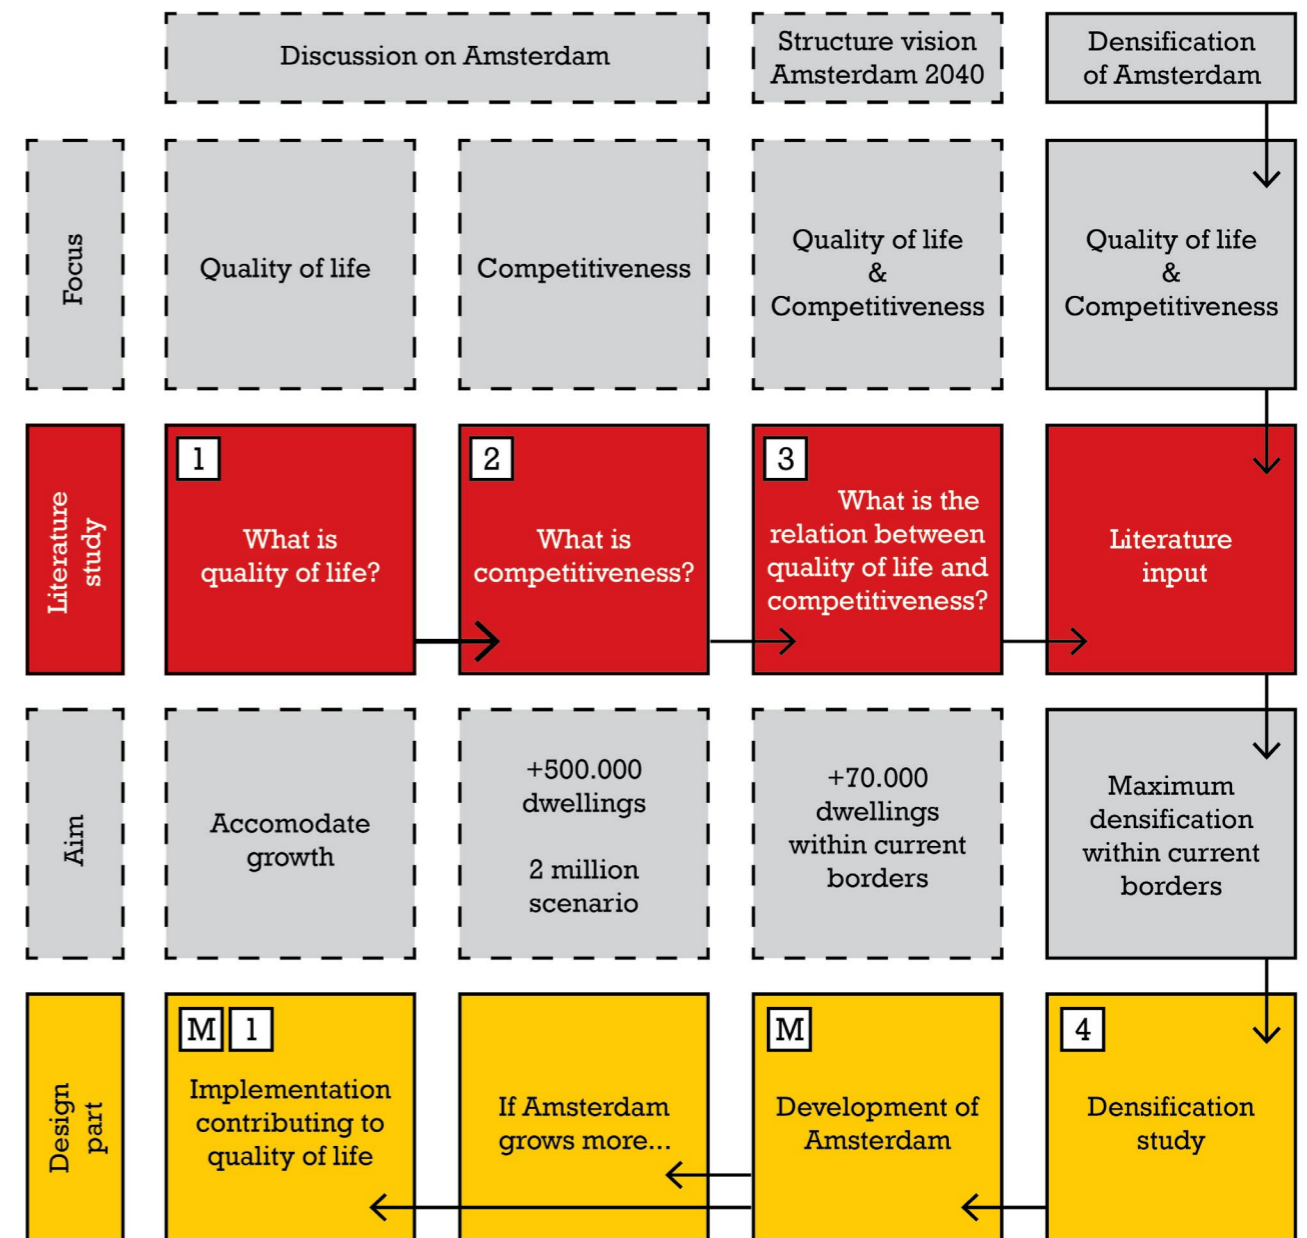 Discussion on Amsterdam
Structure vision
Amsterdam 2040
Densification
of Amsterdam
Focus
Quality of life
Competitiveness
Quality of life
&
Competitiveness
Quality of life
&
Competitiveness
Literature
study
1
What is
quality of life?
2
What is
competitiveness?
3
What is the
relation between
quality of life and
competitiveness?
Literature
input
Aim
Accomodate
growth
+500.000
dwellings
2 million
scenario
+70.000
dwellings
within current
borders
Maximum
densification
within current
borders
Design
part
M 1
Implementation
contributing to
quality of life
If Amsterdam
grows more...
M
Development of
Amsterdam
4
Densification
study